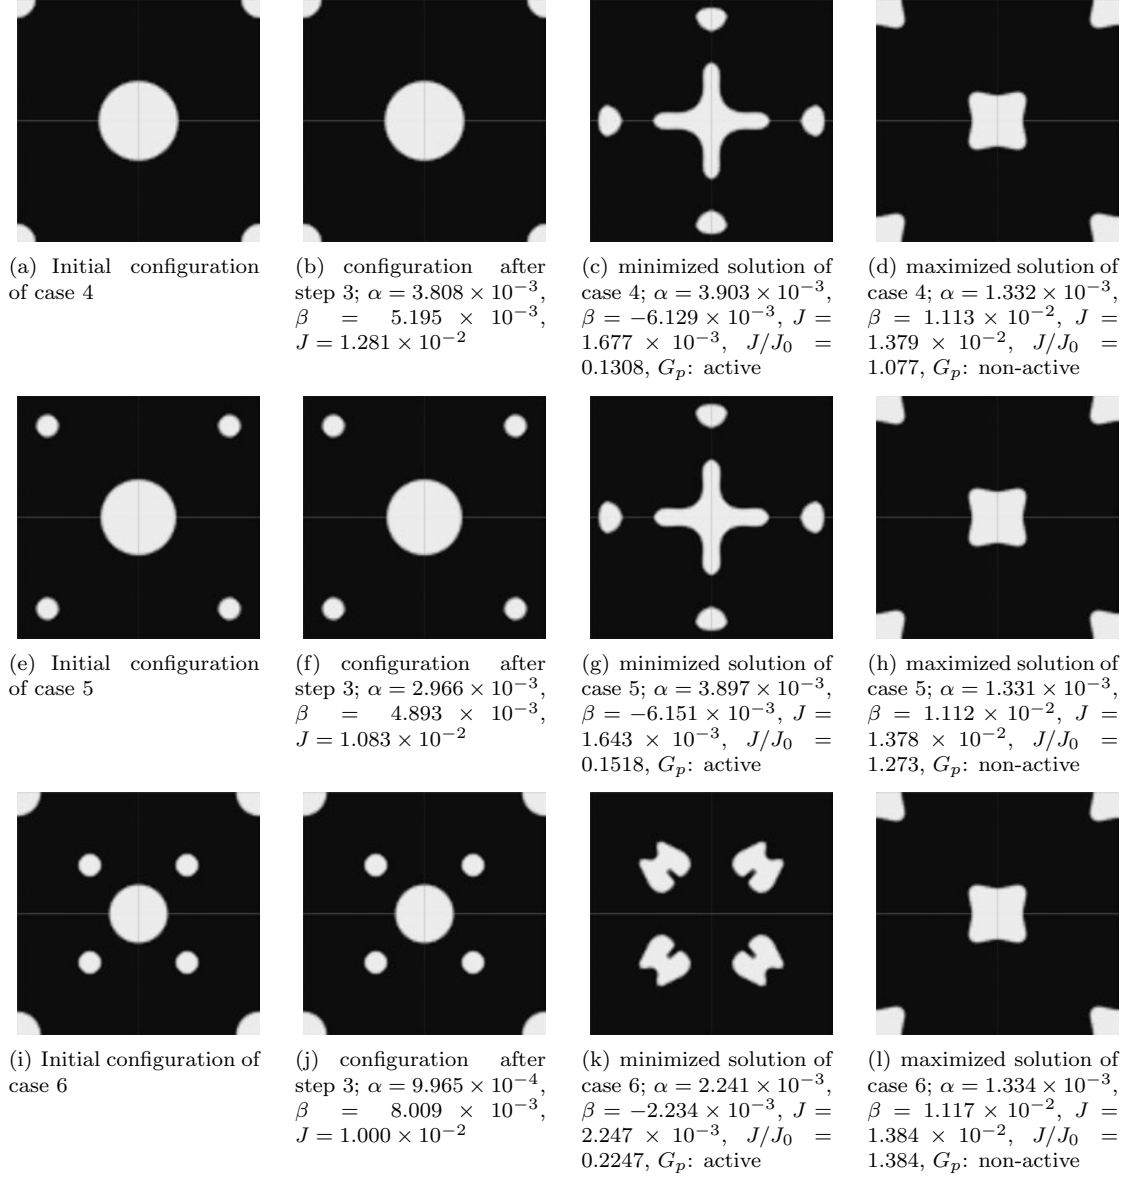 (a) Initial configuration
of case 4
(b) configuration after
step 3; α = 3.808 × 10⁻³,
β = 5.195 × 10⁻³,
J = 1.281 × 10⁻²
(c) minimized solution of
case 4; α = 3.903 × 10⁻³,
β = −6.129 × 10⁻³, J =
1.677 × 10⁻³, J/J₀ =
0.1308, Gₚ: active
(d) maximized solution of
case 4; α = 1.332 × 10⁻³,
β = 1.113 × 10⁻², J =
1.379 × 10⁻², J/J₀ =
1.077, Gₚ: non-active
(e) Initial configuration
of case 5
(f) configuration after
step 3; α = 2.966 × 10⁻³,
β = 4.893 × 10⁻³,
J = 1.083 × 10⁻²
(g) minimized solution of
case 5; α = 3.897 × 10⁻³,
β = −6.151 × 10⁻³, J =
1.643 × 10⁻³, J/J₀ =
0.1518, Gₚ: active
(h) maximized solution of
case 5; α = 1.331 × 10⁻³,
β = 1.112 × 10⁻², J =
1.378 × 10⁻², J/J₀ =
1.273, Gₚ: non-active
(i) Initial configuration of
case 6
(j) configuration after
step 3; α = 9.965 × 10⁻⁴,
β = 8.009 × 10⁻³,
J = 1.000 × 10⁻²
(k) minimized solution of
case 6; α = 2.241 × 10⁻³,
β = −2.234 × 10⁻³, J =
2.247 × 10⁻³, J/J₀ =
0.2247, Gₚ: active
(l) maximized solution of
case 6; α = 1.334 × 10⁻³,
β = 1.117 × 10⁻², J =
1.384 × 10⁻², J/J₀ =
1.384, Gₚ: non-active